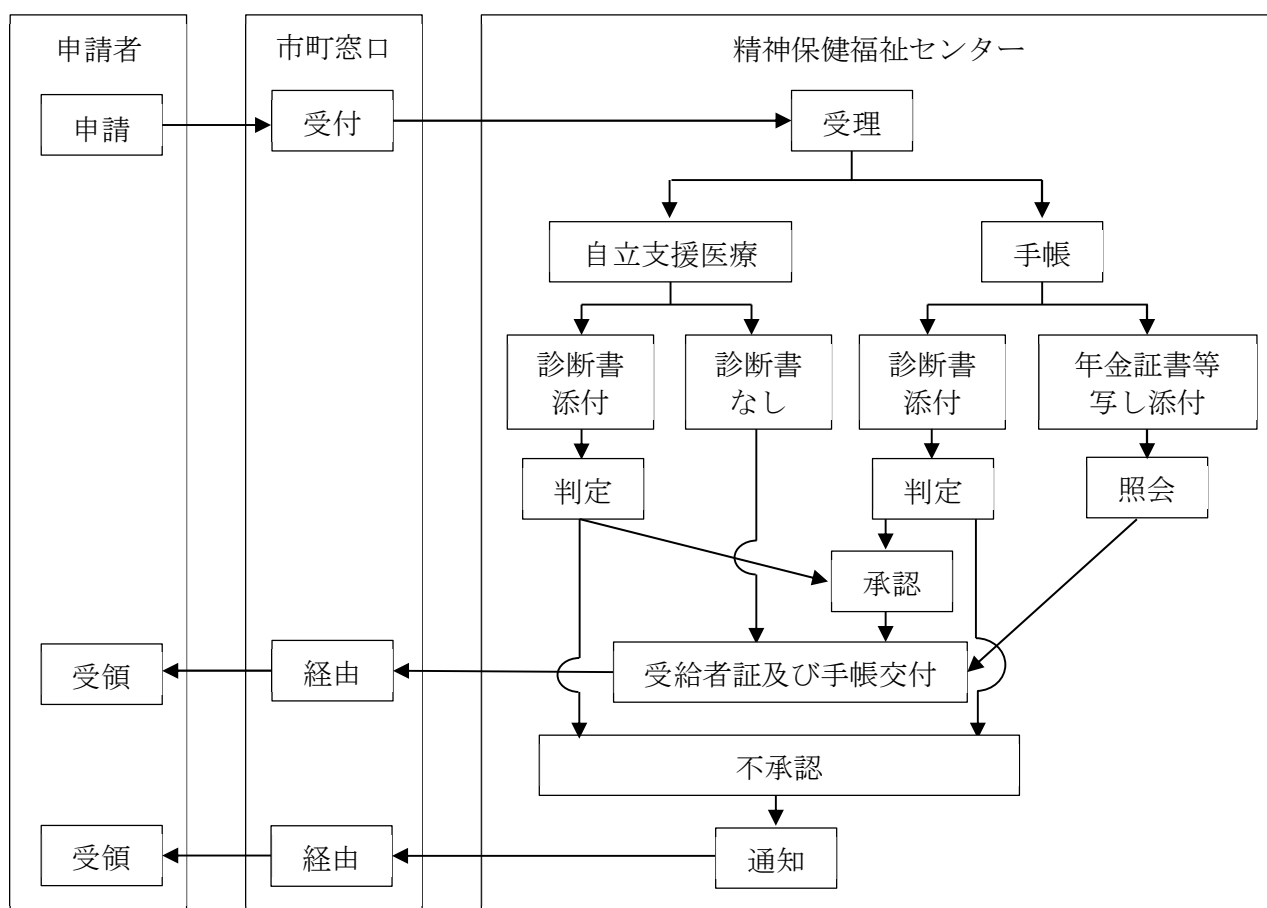 申請者
市町窓口
精神保健福祉センター
申請
受付
受理
自立支援医療
手帳
診断書
添付
診断書
なし
診断書
添付
年金証書等
写し添付
判定
判定
照会
承認
受領
経由
受給者証及び手帳交付
不承認
受領
経由
通知